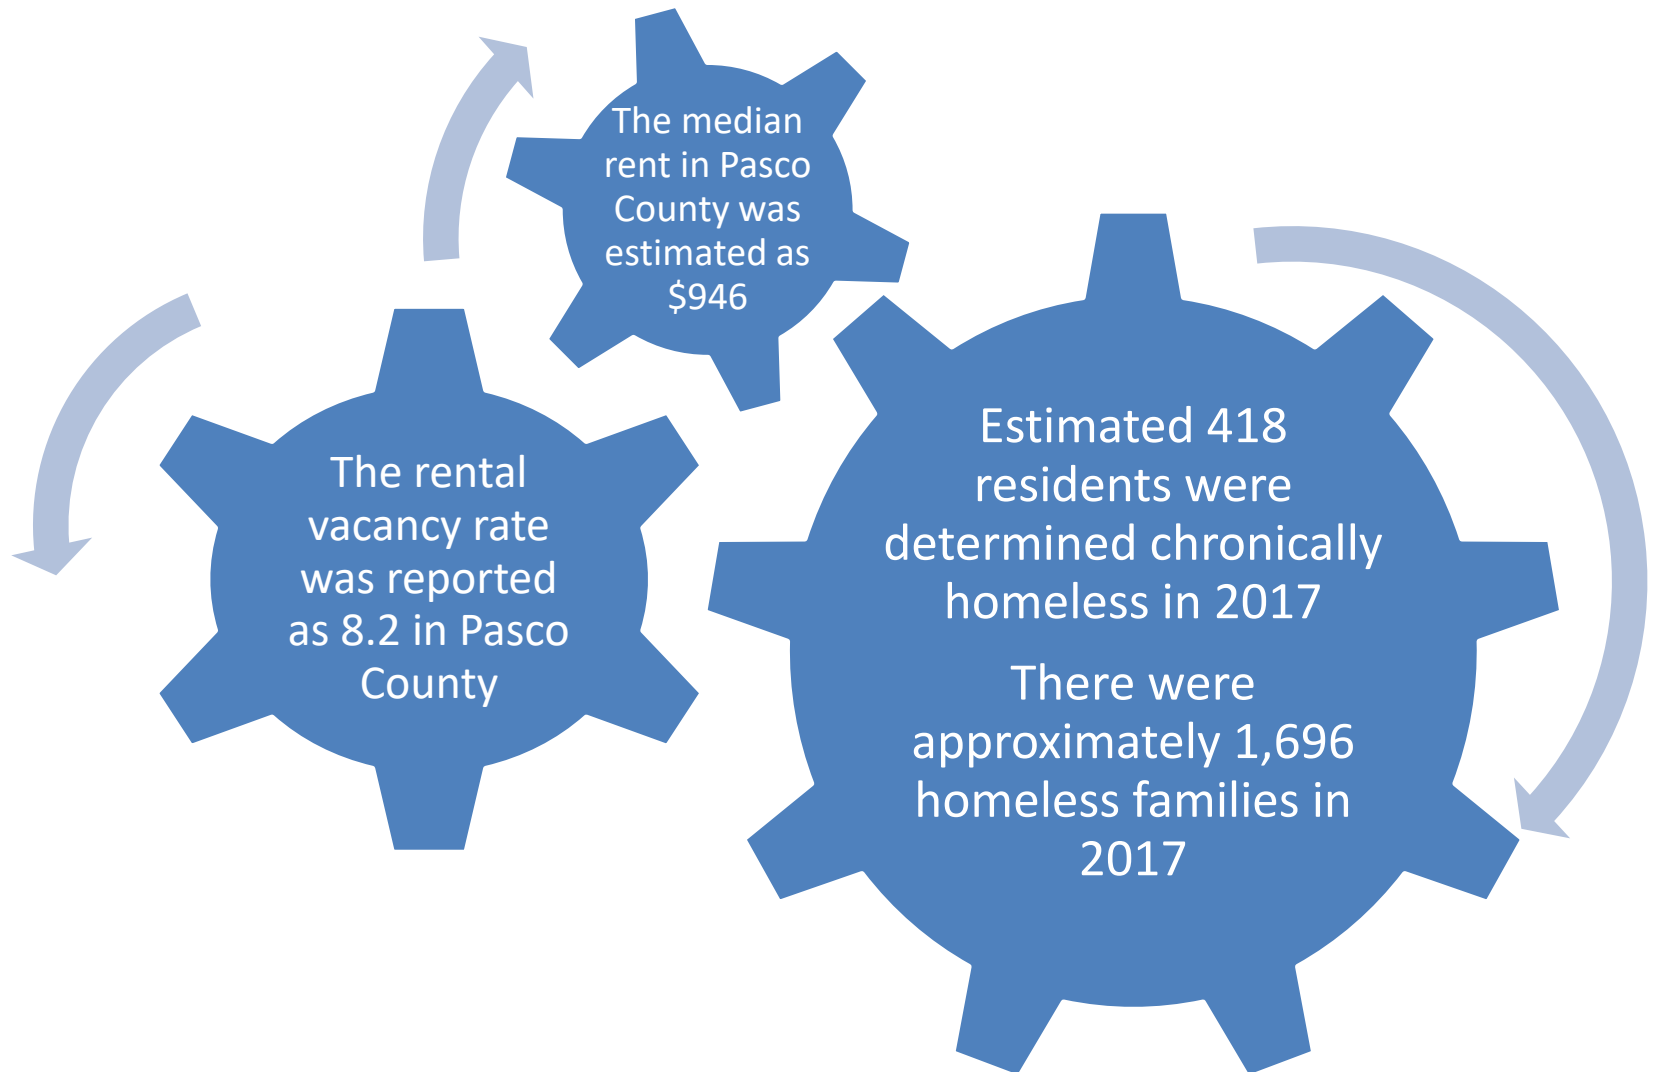 The median
rent in Pasco
County was
estimated as
$946
The rental
vacancy rate
was reported
as 8.2 in Pasco
County
Estimated 418
residents were
determined chronically
homeless in 2017
There were
approximately 1,696
homeless families in
2017